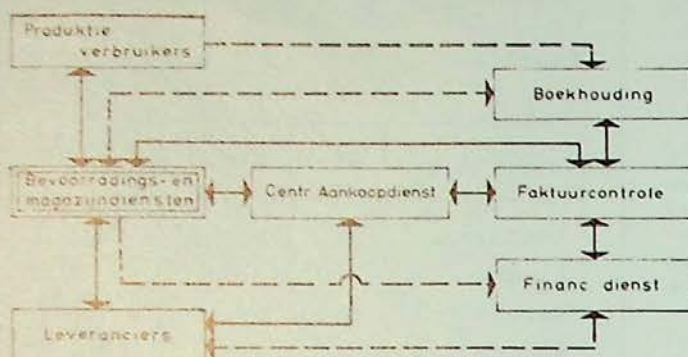 Produktie
verbruikers
Boekhouding
Bevoorradings-en
magazijndiensten
Centr Aankoopdienst
Faktuurcontrole
Financ dienst
Leveranciers